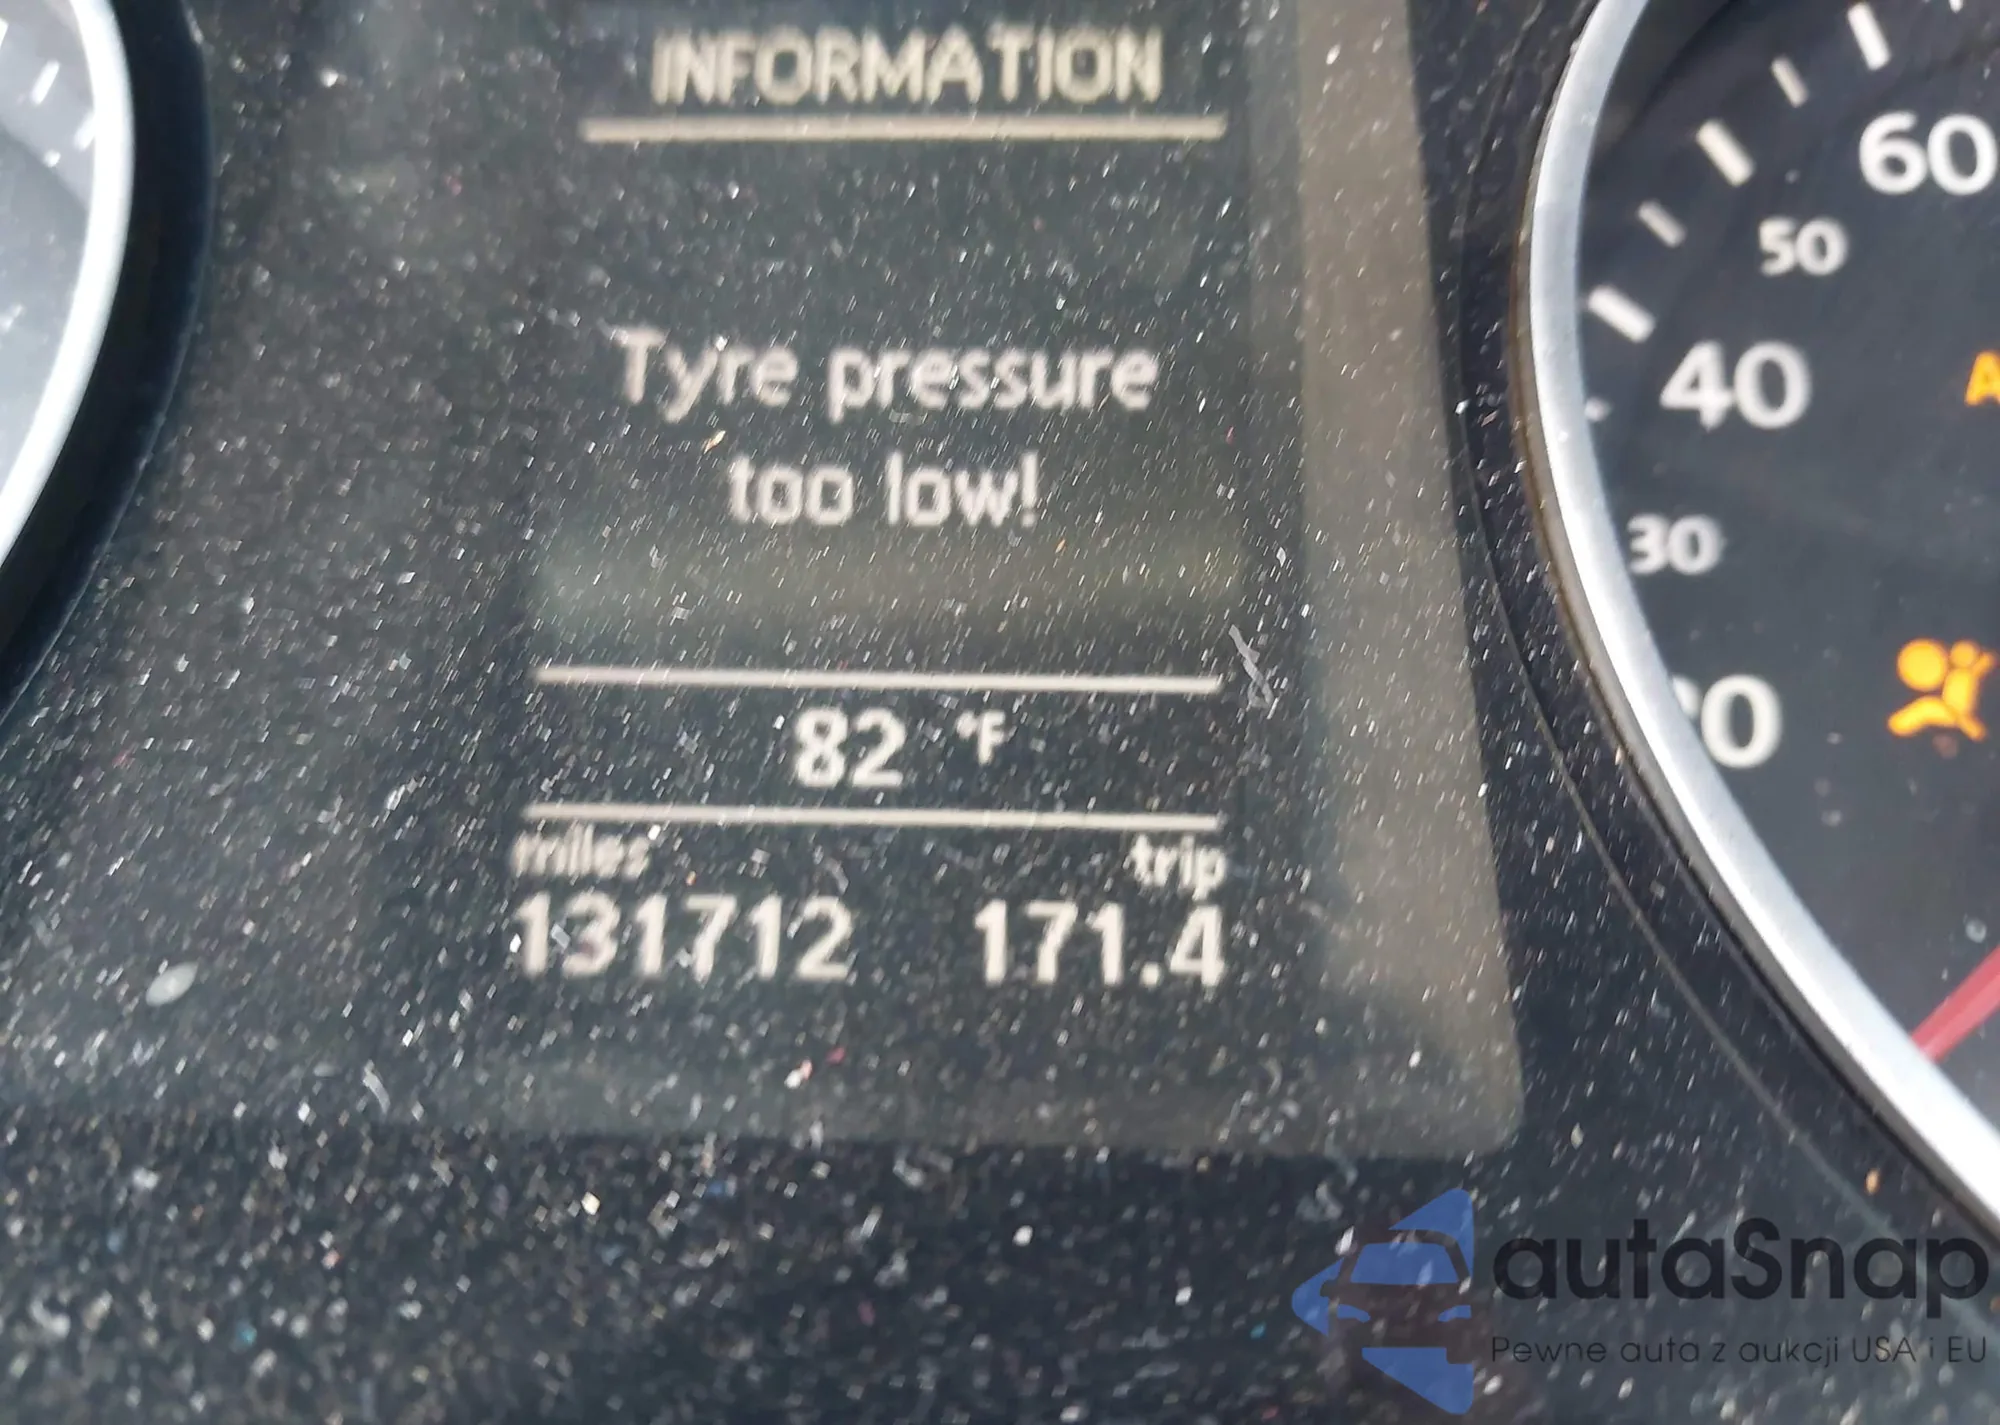 INFORMATION
Tyre pressure
too low!
82 °F
miles trip
131712 171.4
60
50
40
30
autaSnap
Pewne auta z aukcji USA i EU